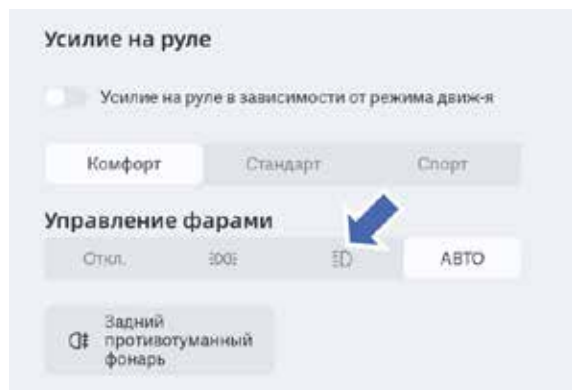 Усилие на руле
Усилие на руле в зависимости от режима движ-я
Комфорт Стандарт Спорт
Управление фарами
Откл. АВТО
Задний
противотуманный
фонарь